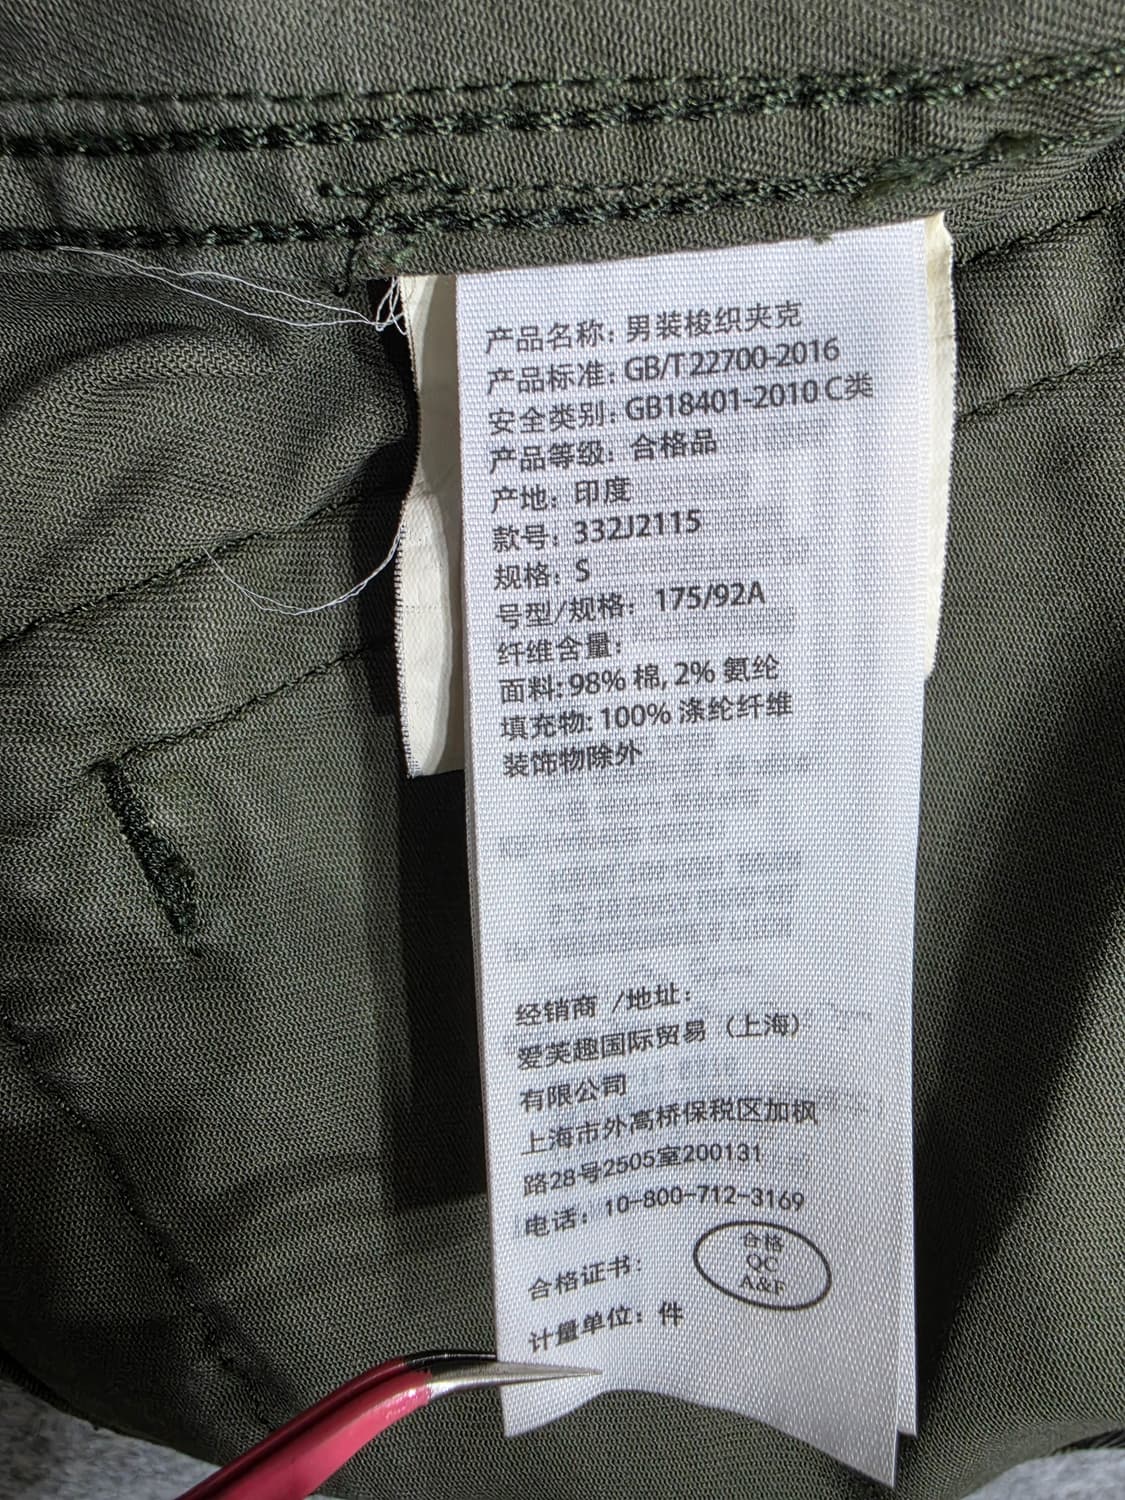 产品名称: 男装梭织夹克
产品标准: GB/T22700-2016
安全类别: GB18401-2010 C类
产品等级: 合格品
产地: 印度
款号: 332J2115
规格: S
号型/规格: 175/92A
纤维含量:
面料: 98% 棉, 2% 氨纶
填充物: 100% 涤纶纤维
装饰物除外
经销商 /地址:
爱芙趣国际贸易（上海）
有限公司
上海市外高桥保税区加枫
路28号2505室200131
电话: 10-800-712-3169
合格证书:
合格
QC
A&F
计量单位: 件